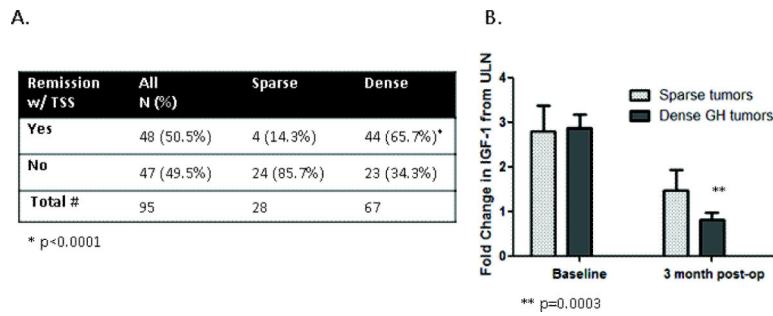 A.
Remission w/ TSS All N (%) Sparse Dense
Yes 48 (50.5%) 4 (14.3%) 44 (65.7%)*
No 47 (49.5%) 24 (85.7%) 23 (34.3%)
Total # 95 28 67
* p<0.0001
B.
Fold Change in IGF-1 from ULN
4
3
2
1
0
Sparse tumors
Dense GH tumors
**
Baseline 3 month post-op
** p=0.0003